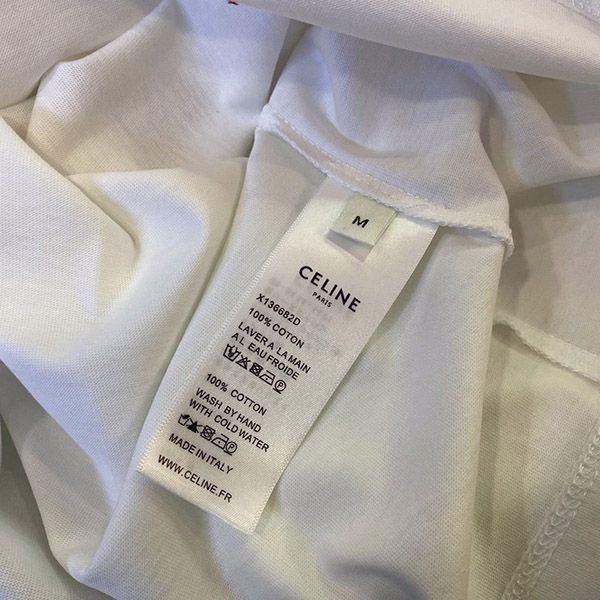 M
CELINE
PARIS
X136682D
100% COTON
LAVER A LA MAIN
A L EAU FROIDE
100% COTTON
WASH BY HAND
WITH COLD WATER
MADE IN ITALY
WWW.CELINE.FR